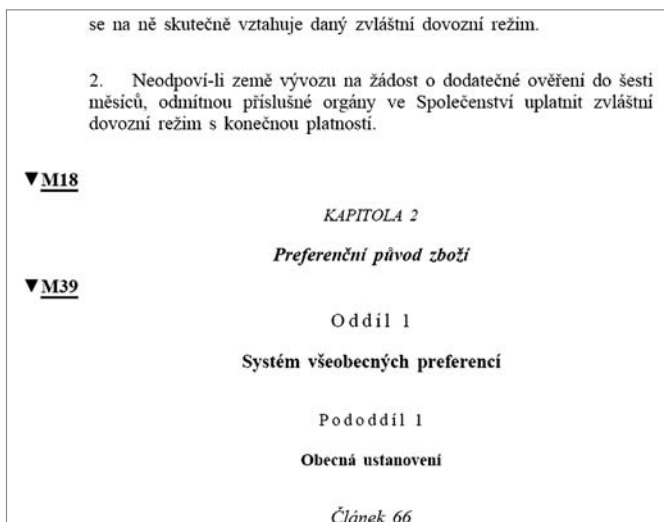 se na ně skutečně vztahuje daný zvláštní dovozní režim.
2. Neodpoví-li země vývozu na žádost o dodatečné ověření do šesti
měsíců, odmítnou příslušné orgány ve Společenství uplatnit zvláštní
dovozní režim s konečnou platností.
▼M18
KAPITOLA 2
Preferenční původ zboží
▼M39
Oddíl 1
Systém všeobecných preferencí
Pododdíl 1
Obecná ustanovení
Článek 66